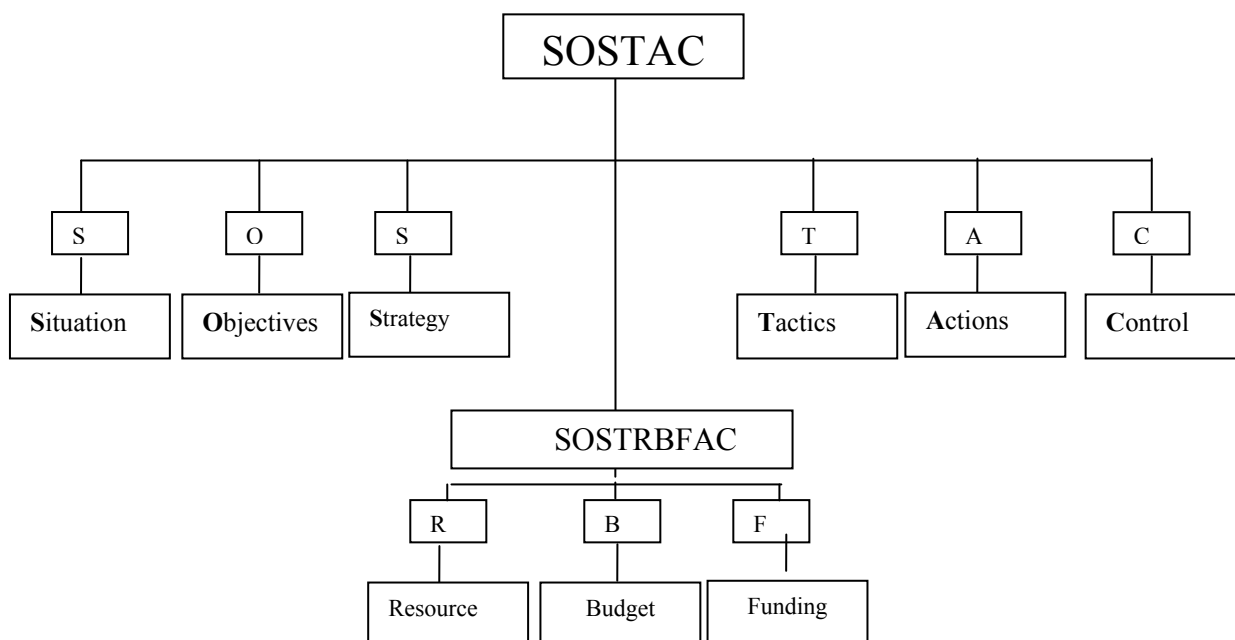 SOSTAC
S O S T A C
Situation Objectives Strategy Tactics Actions Control
SOSTRBFAC
R B F
Resource Budget Funding